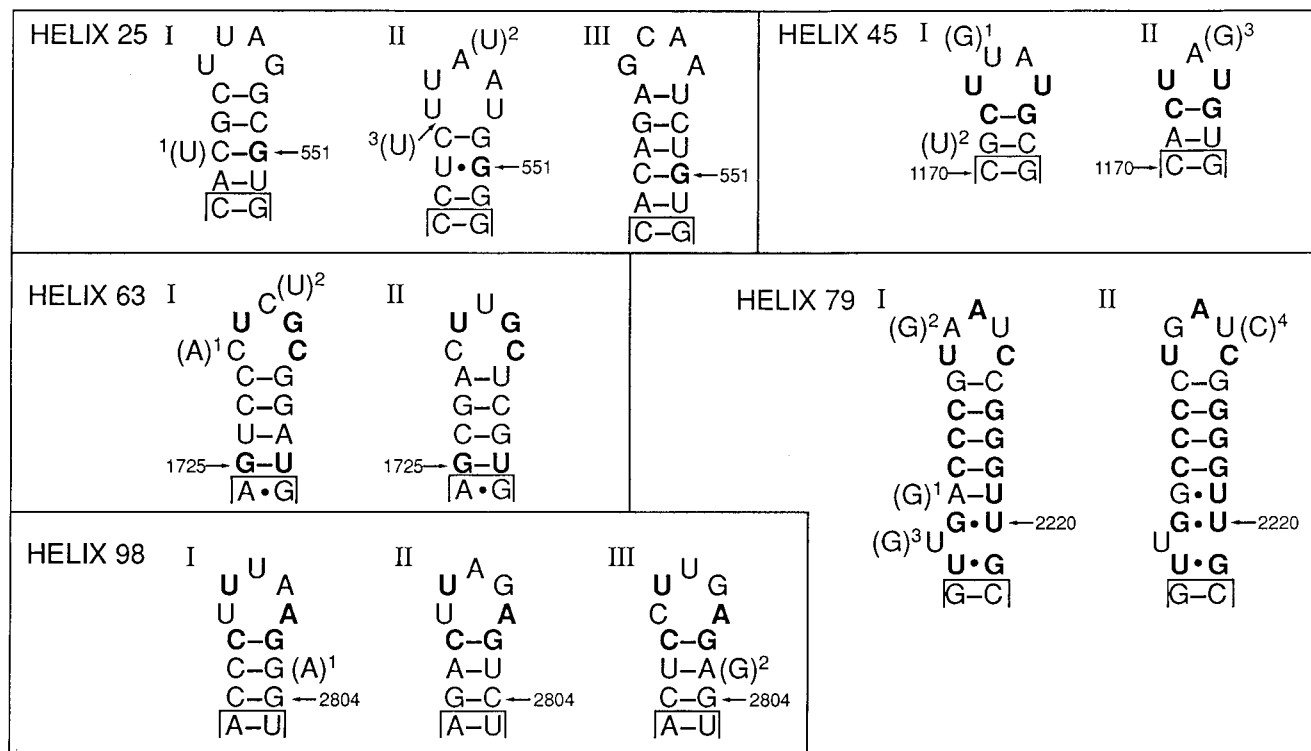 HELIX 25
I
U A
U G
C–G
G–C
¹(U) C–G ←551
A–U
C–G
II
A (U)²
U A
U U
³(U) C–G
U•G ←551
C–G
C–G
III
C A
G A
A–U
G–C
A–U
C–G ←551
A–U
C–G
HELIX 45
I
(G)¹ U A
U U
C–G
(U)² G–C
1170→ C–G
II
A (G)³
U U
C–G
A–U
1170→ C–G
HELIX 63
I
C (U)²
U G
(A)¹ C C
C–G
C–G
U–A
1725→ G–U
A•G
II
U
U G
C C
A–U
G–C
C–G
1725→ G–U
A•G
HELIX 79
I
A
(G)² A U
U C
G–C
C–G
C–G
C–G
(G)¹ A–U
G•U ←2220
(G)³ U
U•G
G–C
II
A
G U (C)⁴
U C
C–G
C–G
C–G
C–G
G•U
G•U ←2220
U
U•G
G–C
HELIX 98
I
U
U A
U A
C–G
C–G (A)¹
C–G ←2804
A–U
II
A
U G
U A
C–G
A–U
G–C ←2804
A–U
III
U
U G
C A
C–G
U–A (G)²
C–G ←2804
A–U